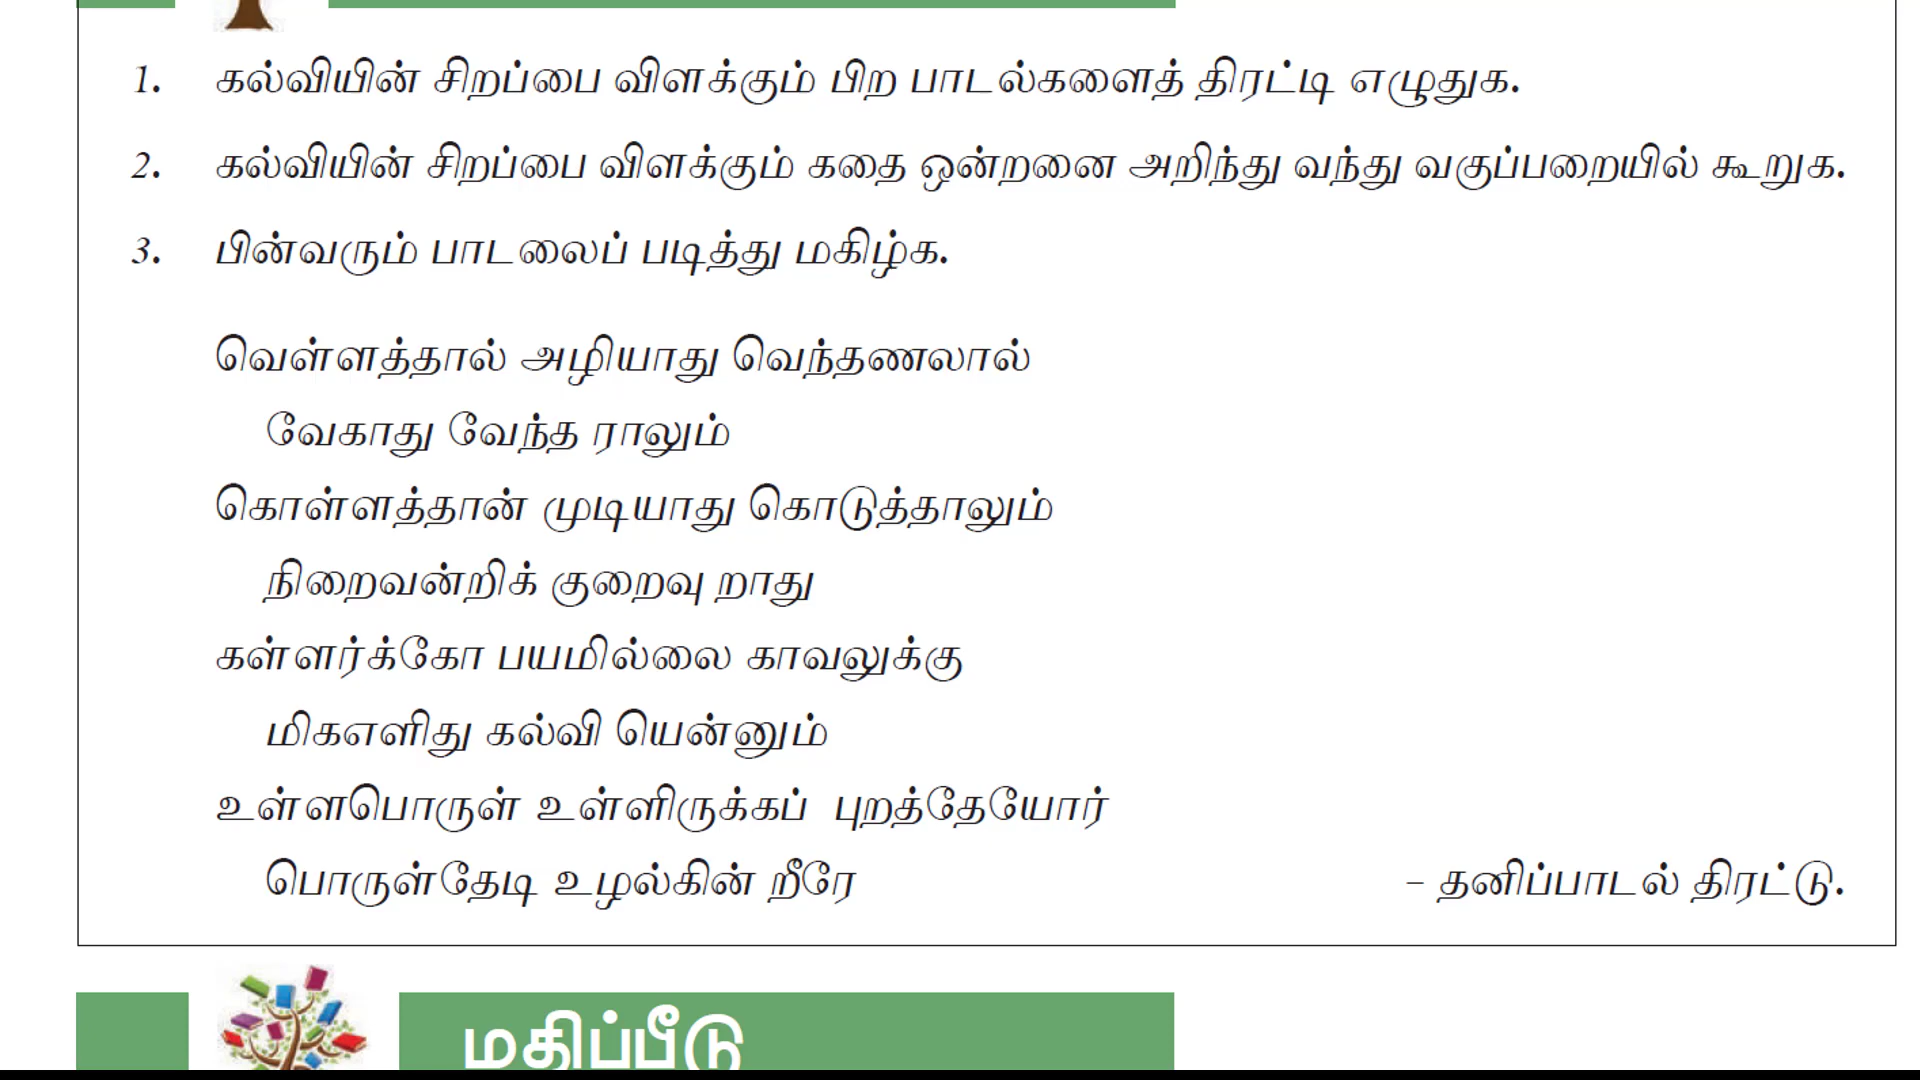 1. கல்வியின் சிறப்பை விளக்கும் பிற பாடல்களைத் திரட்டி எழுதுக.
2. கல்வியின் சிறப்பை விளக்கும் கதை ஒன்றனை அறிந்து வந்து வகுப்பறையில் கூறுக.
3. பின்வரும் பாடலைப் படித்து மகிழ்க.
வெள்ளத்தால் அழியாது வெந்தணலால்
வேகாது வேந்த ராலும்
கொள்ளத்தான் முடியாது கொடுத்தாலும்
நிறைவன்றிக் குறைவு றாது
கள்ளர்க்கோ பயமில்லை காவலுக்கு
மிகஎளிது கல்வி யென்னும்
உள்ளபொருள் உள்ளிருக்கப் புறத்தேயோர்
பொருள்தேடி உழல்கின் றீரே – தனிப்பாடல் திரட்டு.
மதிப்பீடு